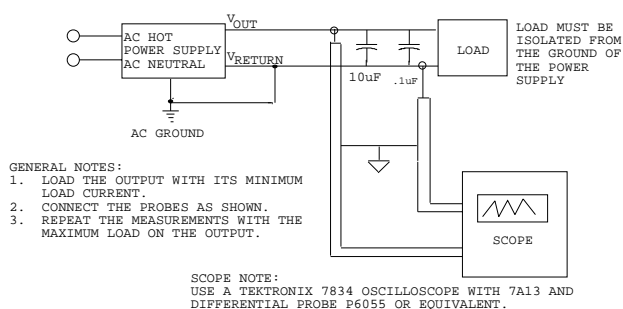 AC HOT
POWER SUPPLY
AC NEUTRAL
VOUT
VRETURN
AC GROUND
10uF
.1uF
LOAD
LOAD MUST BE
ISOLATED FROM
THE GROUND OF
THE POWER
SUPPLY
GENERAL NOTES:
1. LOAD THE OUTPUT WITH ITS MINIMUM
LOAD CURRENT.
2. CONNECT THE PROBES AS SHOWN.
3. REPEAT THE MEASUREMENTS WITH THE
MAXIMUM LOAD ON THE OUTPUT.
SCOPE
SCOPE NOTE:
USE A TEKTRONIX 7834 OSCILLOSCOPE WITH 7A13 AND
DIFFERENTIAL PROBE P6055 OR EQUIVALENT.